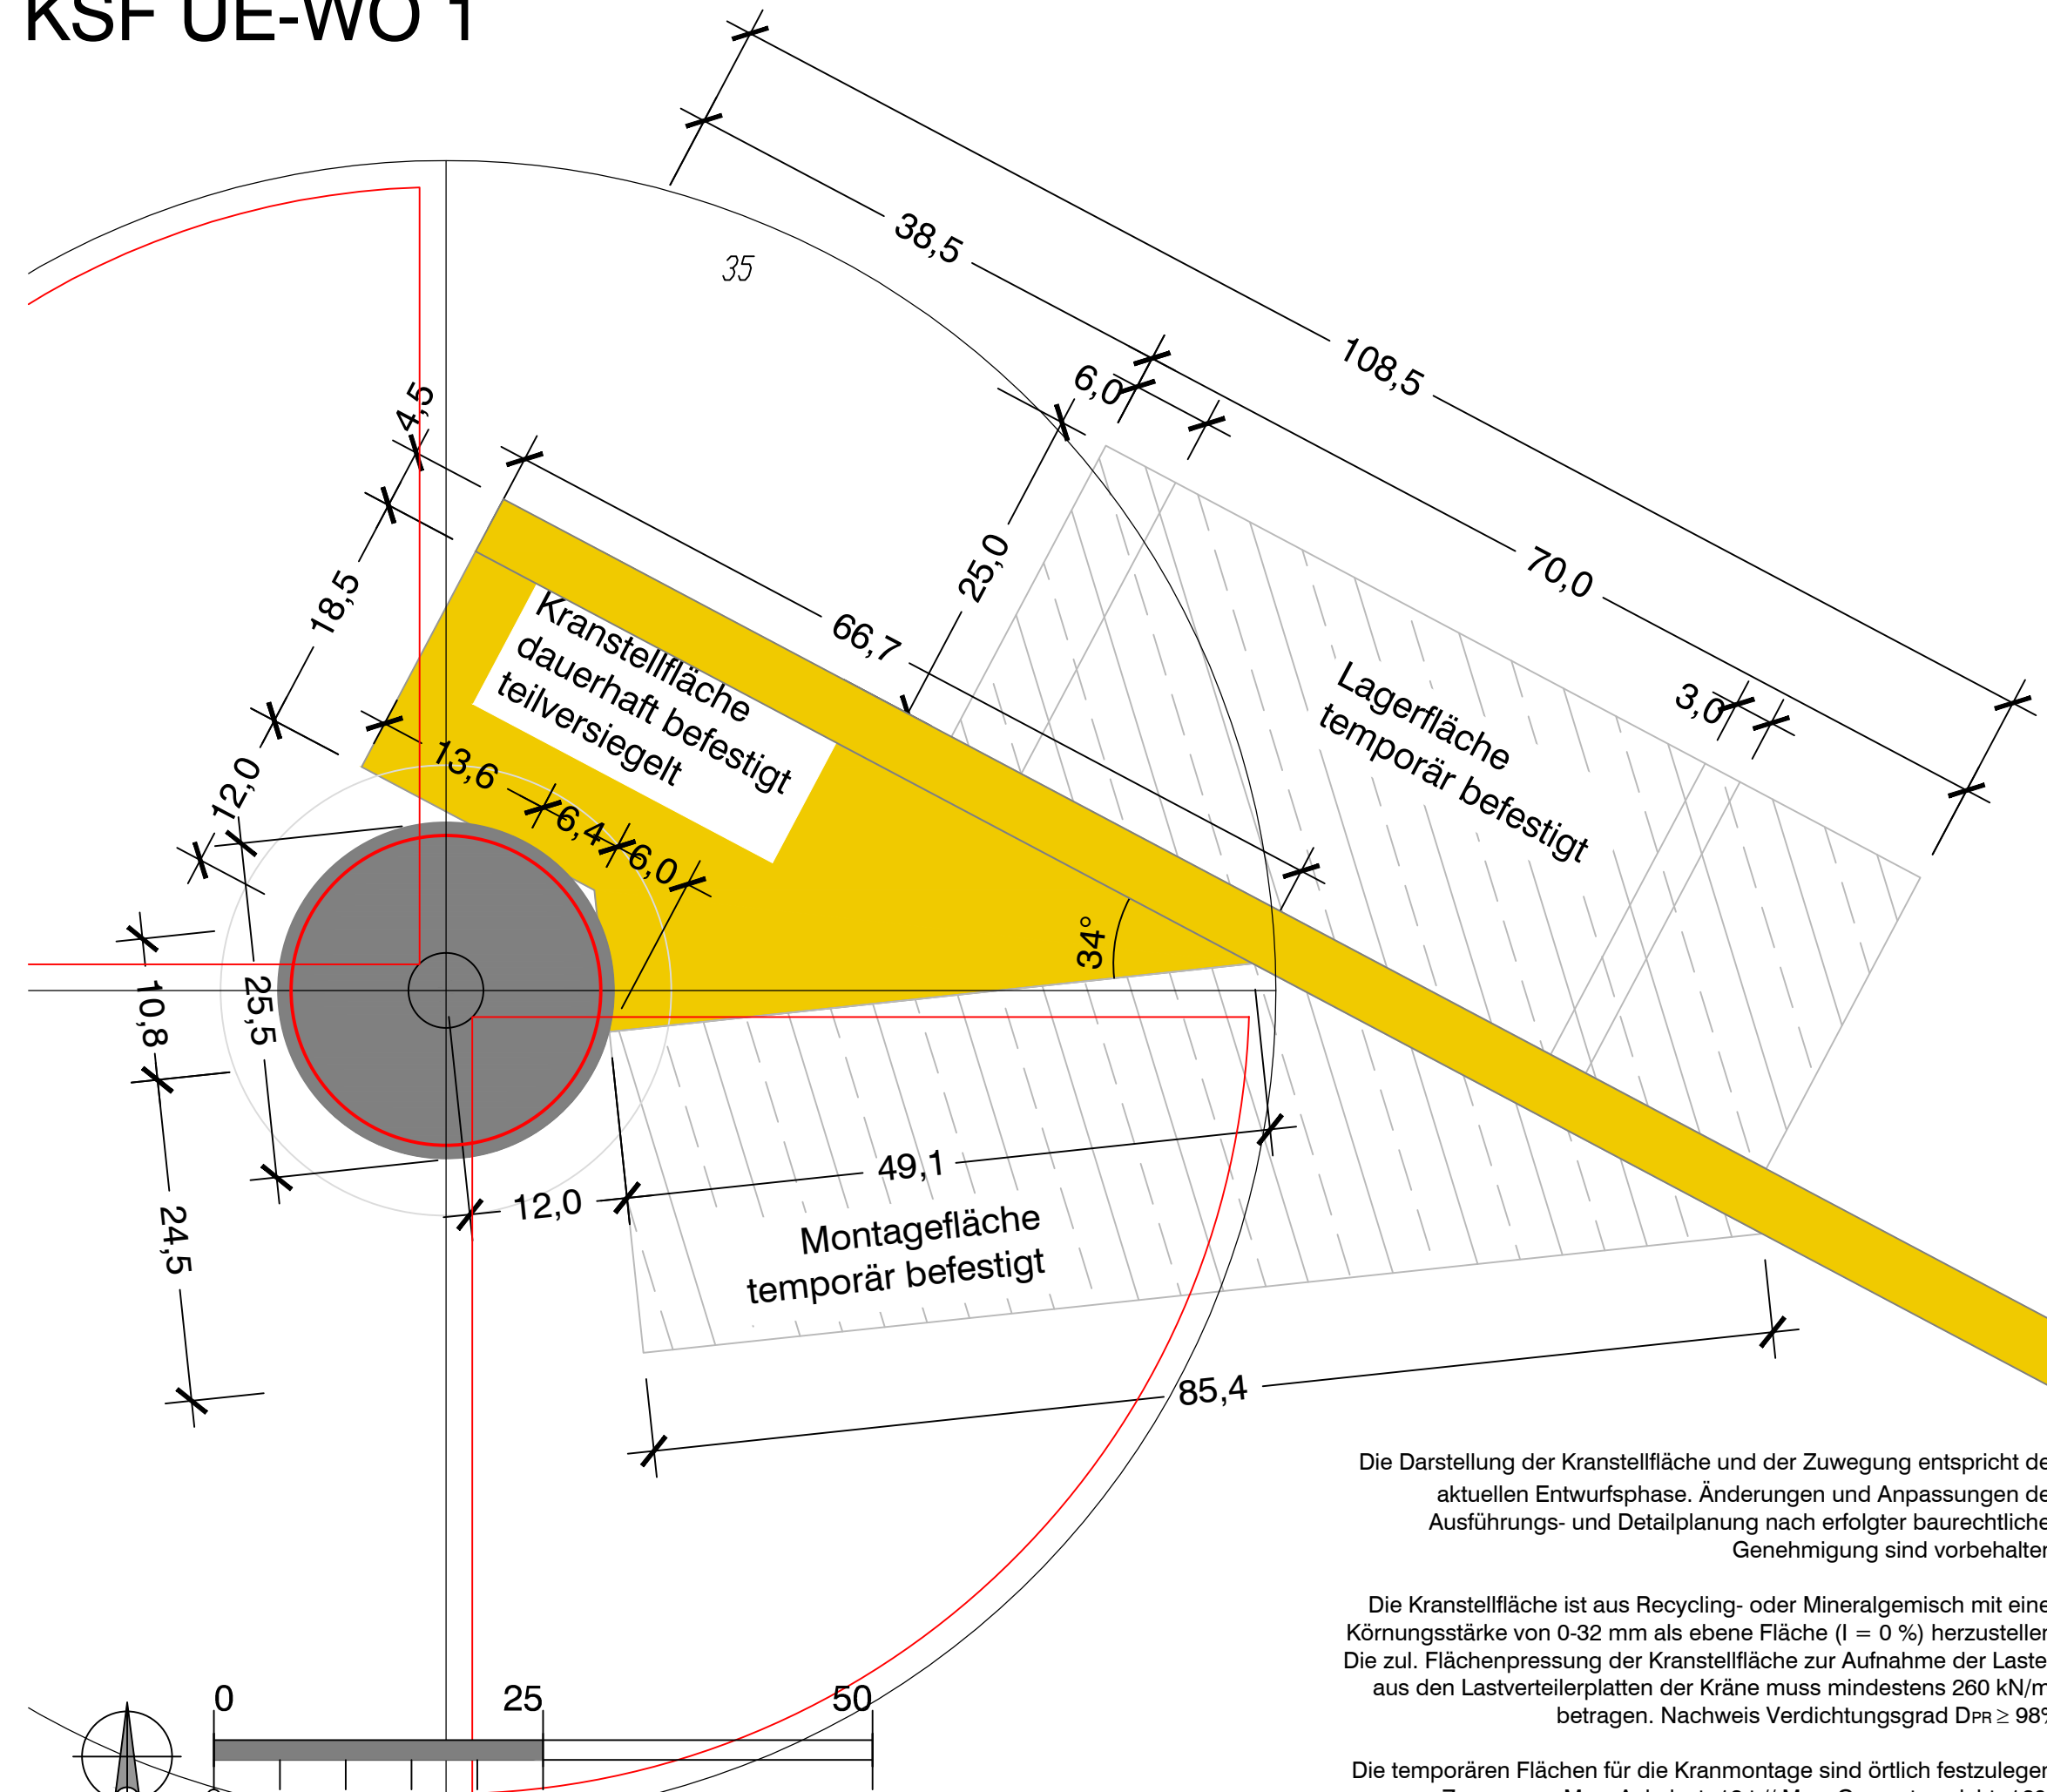 KSF UE-WO 1
35
38,5
108,5
6,0
4,5
25,0
70,0
66,7
18,5
3,0
Kranstellfläche
dauerhaft befestigt
teilversiegelt
Lagerfläche
temporär befestigt
13,6
6,4
6,0
12,0
34°
10,8
25,5
49,1
12,0
24,5
Montagefläche
temporär befestigt
85,4
Die Darstellung der Kranstellfläche und der Zuwegung entspricht de
aktuellen Entwurfsphase. Änderungen und Anpassungen de
Ausführungs- und Detailplanung nach erfolgter baurechtliche
Genehmigung sind vorbehalten
Die Kranstellfläche ist aus Recycling- oder Mineralgemisch mit eine
Körnungsstärke von 0-32 mm als ebene Fläche (I = 0 %) herzustellen
Die zul. Flächenpressung der Kranstellfläche zur Aufnahme der Laste
aus den Lastverteilerplatten der Kräne muss mindestens 260 kN/m
betragen. Nachweis Verdichtungsgrad DPR ≥ 98%
0 25 50
Die temporären Flächen für die Kranmontage sind örtlich festzulegen